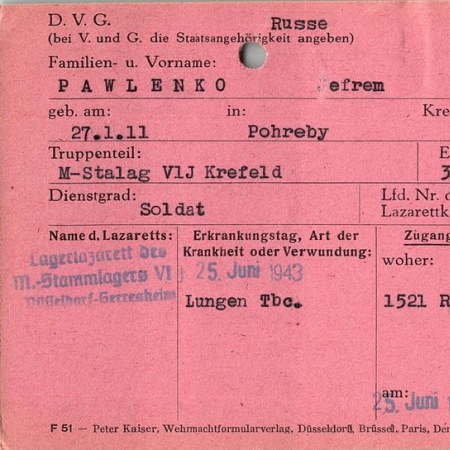 D. V. G. Russe
(bei V. und G. die Staatsangehörigkeit angeben)
Familien- u. Vorname:
PAWLENKO Jefrem
geb. am: in: Kre
27.1.11 Pohreby
Truppenteil: E
M-Stalag VlJ Krefeld 3
Dienstgrad: Lfd. Nr. d
Soldat Lazarettk
Name d. Lazaretts: Erkrankungstag, Art der Zugang
Krankheit oder Verwundung:
woher:
Lagerlazarett des
M.-Stammlagers VI J 25. Juni 1943
Düsseldorf-Gerresheim
Lungen Tbc. 1521 R
am:
25. Juni 1
F 51 — Peter Kaiser, Wehrmachtformularverlag, Düsseldorf, Brüssel, Paris, Den